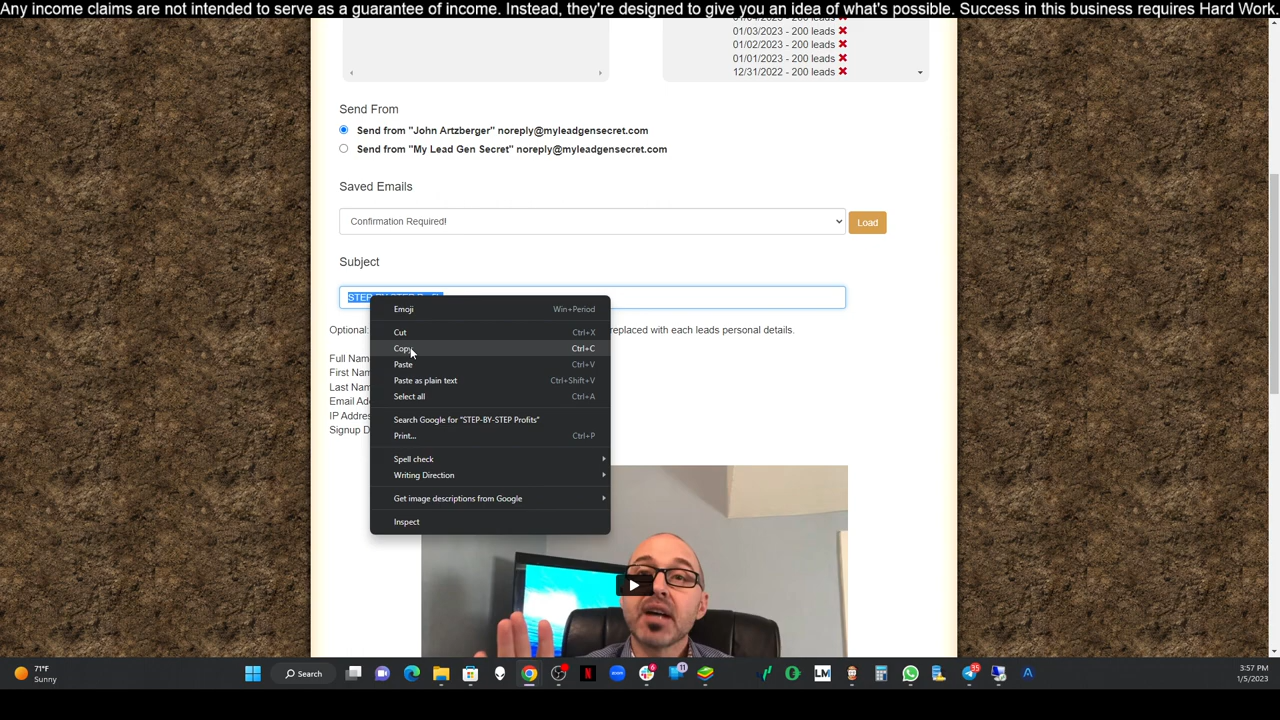 Any income claims are not intended to serve as a guarantee of income. Instead, they're designed to give you an idea of what's possible. Success in this business requires Hard Work.
01/03/2023 - 200 leads
01/02/2023 - 200 leads
01/01/2023 - 200 leads
12/31/2022 - 200 leads
Send From
Send from "John Artzberger" noreply@myleadgensecret.com
Send from "My Lead Gen Secret" noreply@myleadgensecret.com
Saved Emails
Confirmation Required!
Load
Subject
Emoji Win+Period
Optional: replaced with each leads personal details.
Cut Ctrl+X
Copy Ctrl+C
Full Nam
Paste Ctrl+V
First Nam
Paste as plain text Ctrl+Shift+V
Last Nam
Select all Ctrl+A
Email Ad
IP Addres
Search Google for "STEP-BY-STEP Profits"
Signup D
Print... Ctrl+P
Spell check
Writing Direction
Get image descriptions from Google
Inspect
71°F
Sunny
Search
LM
6
11
35
3:57 PM
1/5/2023